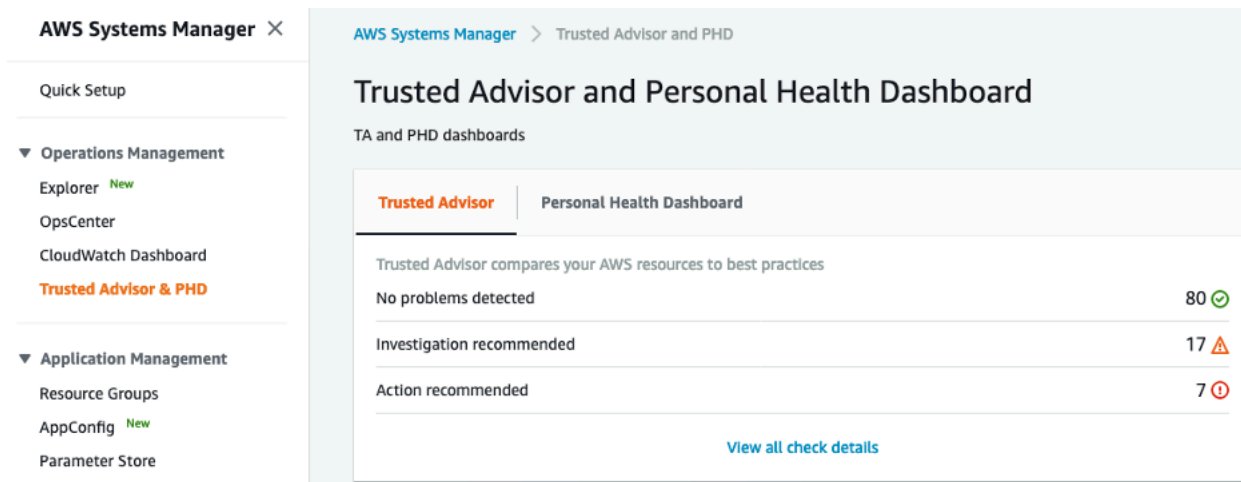 AWS Systems Manager
Quick Setup
Operations Management
Explorer New
OpsCenter
CloudWatch Dashboard
Trusted Advisor & PHD
Application Management
Resource Groups
AppConfig New
Parameter Store
AWS Systems Manager > Trusted Advisor and PHD
Trusted Advisor and Personal Health Dashboard
TA and PHD dashboards
Trusted Advisor Personal Health Dashboard
Trusted Advisor compares your AWS resources to best practices
No problems detected 80
Investigation recommended 17
Action recommended 7
View all check details